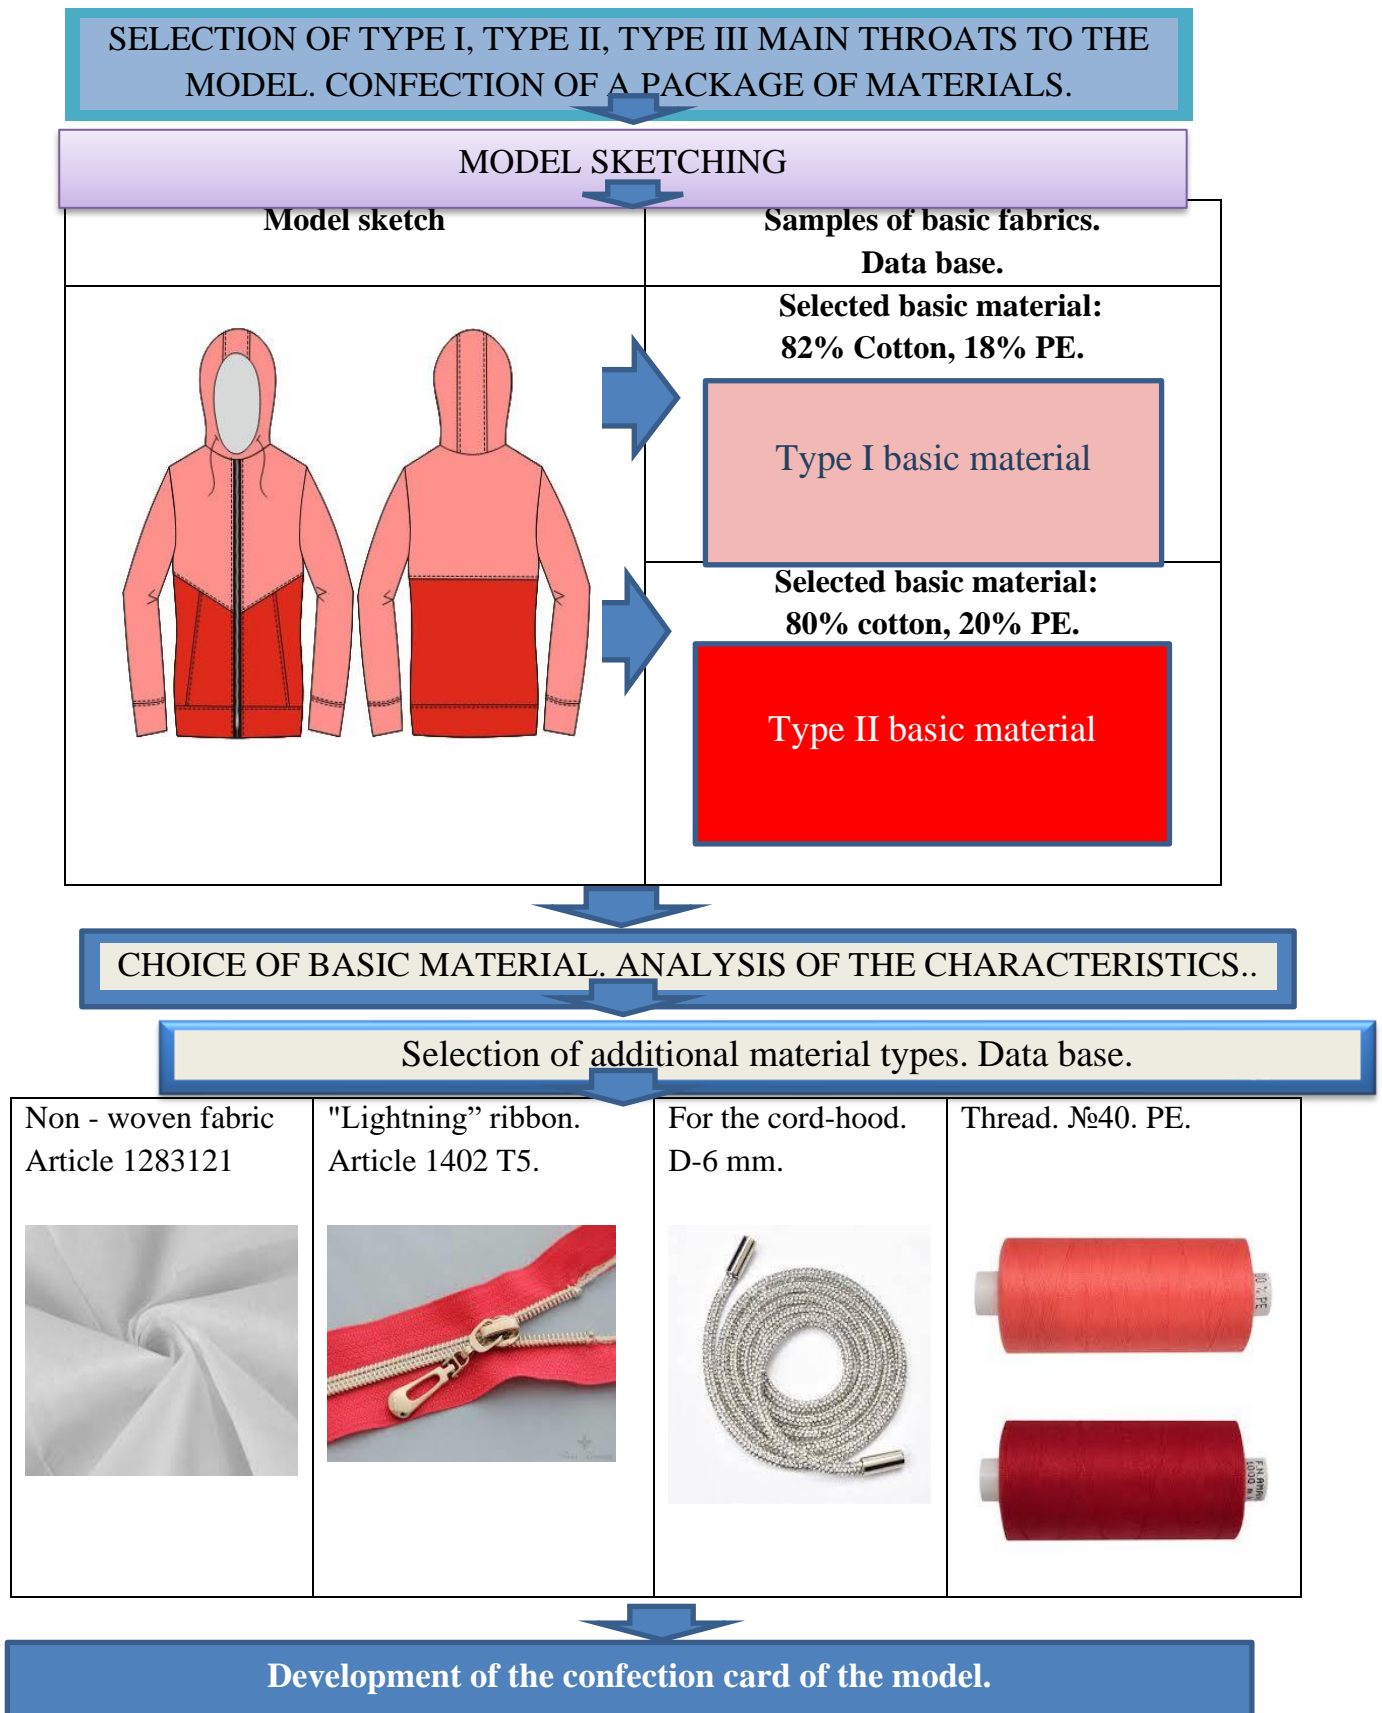 SELECTION OF TYPE I, TYPE II, TYPE III MAIN THROATS TO THE
MODEL. CONFECTION OF A PACKAGE OF MATERIALS.
MODEL SKETCHING
Model sketch
Samples of basic fabrics.
Data base.
Selected basic material:
82% Cotton, 18% PE.
Type I basic material
Selected basic material:
80% cotton, 20% PE.
Type II basic material
CHOICE OF BASIC MATERIAL. ANALYSIS OF THE CHARACTERISTICS..
Selection of additional material types. Data base.
Non - woven fabric
Article 1283121
"Lightning” ribbon.
Article 1402 T5.
For the cord-hood.
D-6 mm.
Thread. №40. PE.
Development of the confection card of the model.